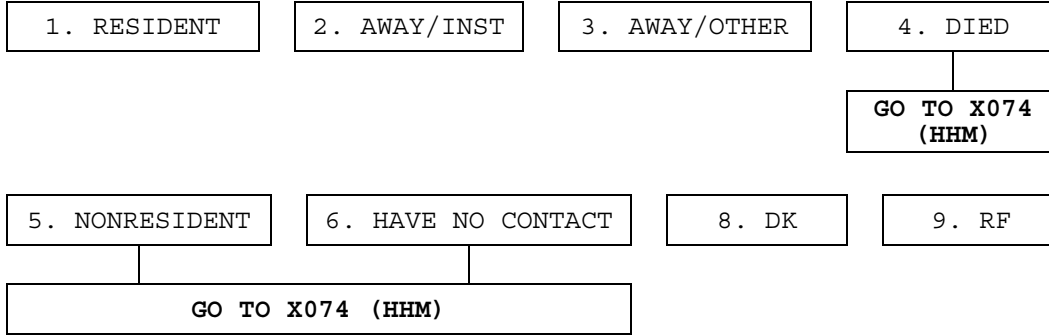 1. RESIDENT 2. AWAY/INST 3. AWAY/OTHER 4. DIED
GO TO X074
(HHM)
5. NONRESIDENT 6. HAVE NO CONTACT 8. DK 9. RF
GO TO X074 (HHM)